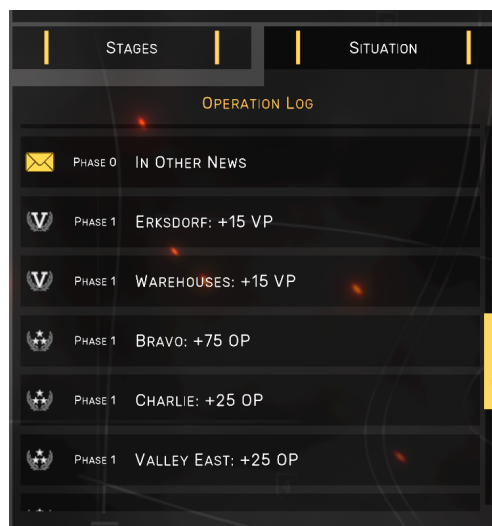 Stages
Situation
Operation Log
Phase 0 In Other News
Phase 1 Erksdorf: +15 VP
Phase 1 Warehouses: +15 VP
Phase 1 Bravo: +75 OP
Phase 1 Charlie: +25 OP
Phase 1 Valley East: +25 OP